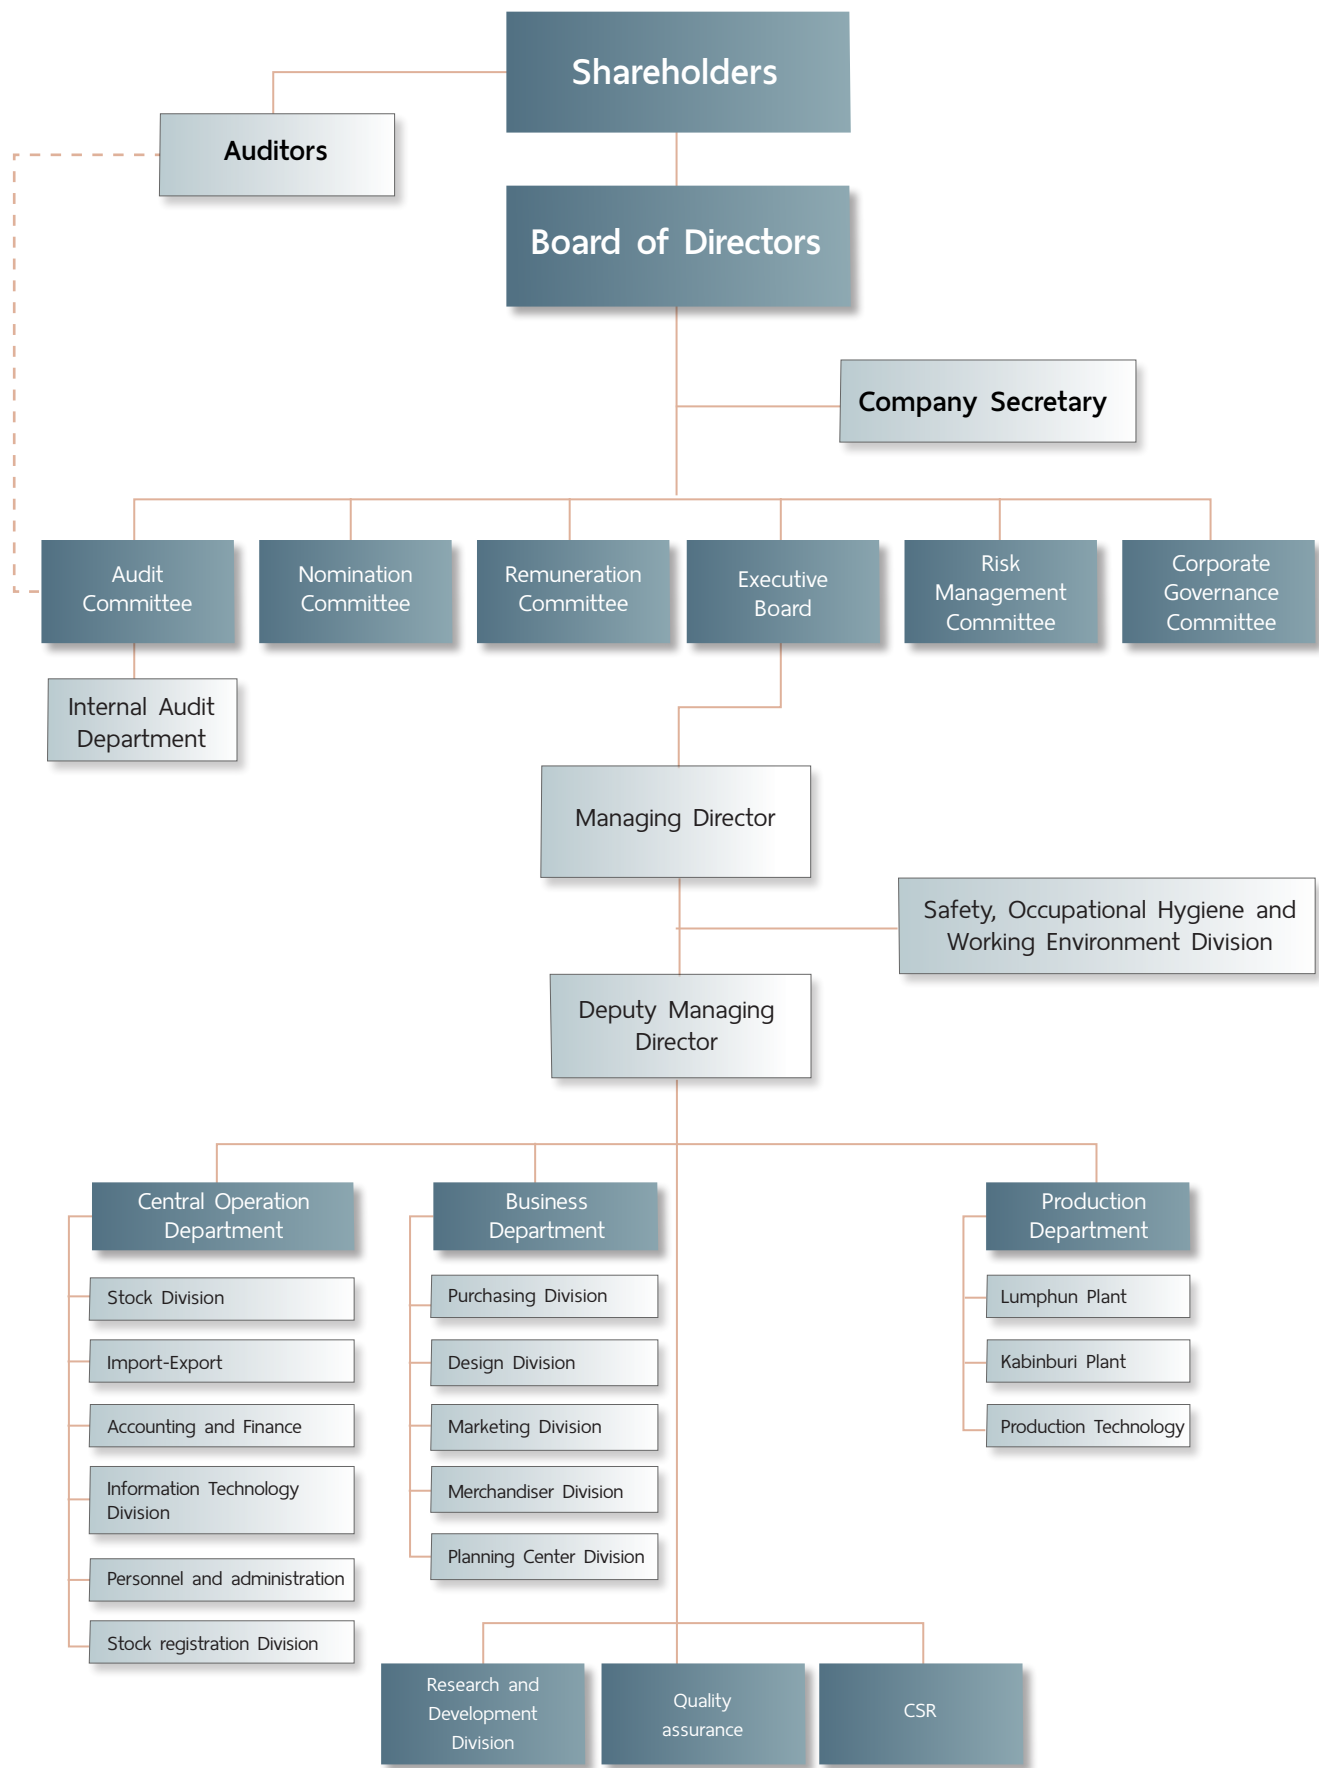 Shareholders
Auditors
Board of Directors
Company Secretary
Audit
Committee
Nomination
Committee
Remuneration
Committee
Executive
Board
Risk
Management
Committee
Corporate
Governance
Committee
Internal Audit
Department
Managing Director
Safety, Occupational Hygiene and
Working Environment Division
Deputy Managing
Director
Central Operation
Department
Stock Division
Import-Export
Accounting and Finance
Information Technology
Division
Personnel and administration
Stock registration Division
Business
Department
Purchasing Division
Design Division
Marketing Division
Merchandiser Division
Planning Center Division
Production
Department
Lumphun Plant
Kabinburi Plant
Production Technology
Research and
Development
Division
Quality
assurance
CSR